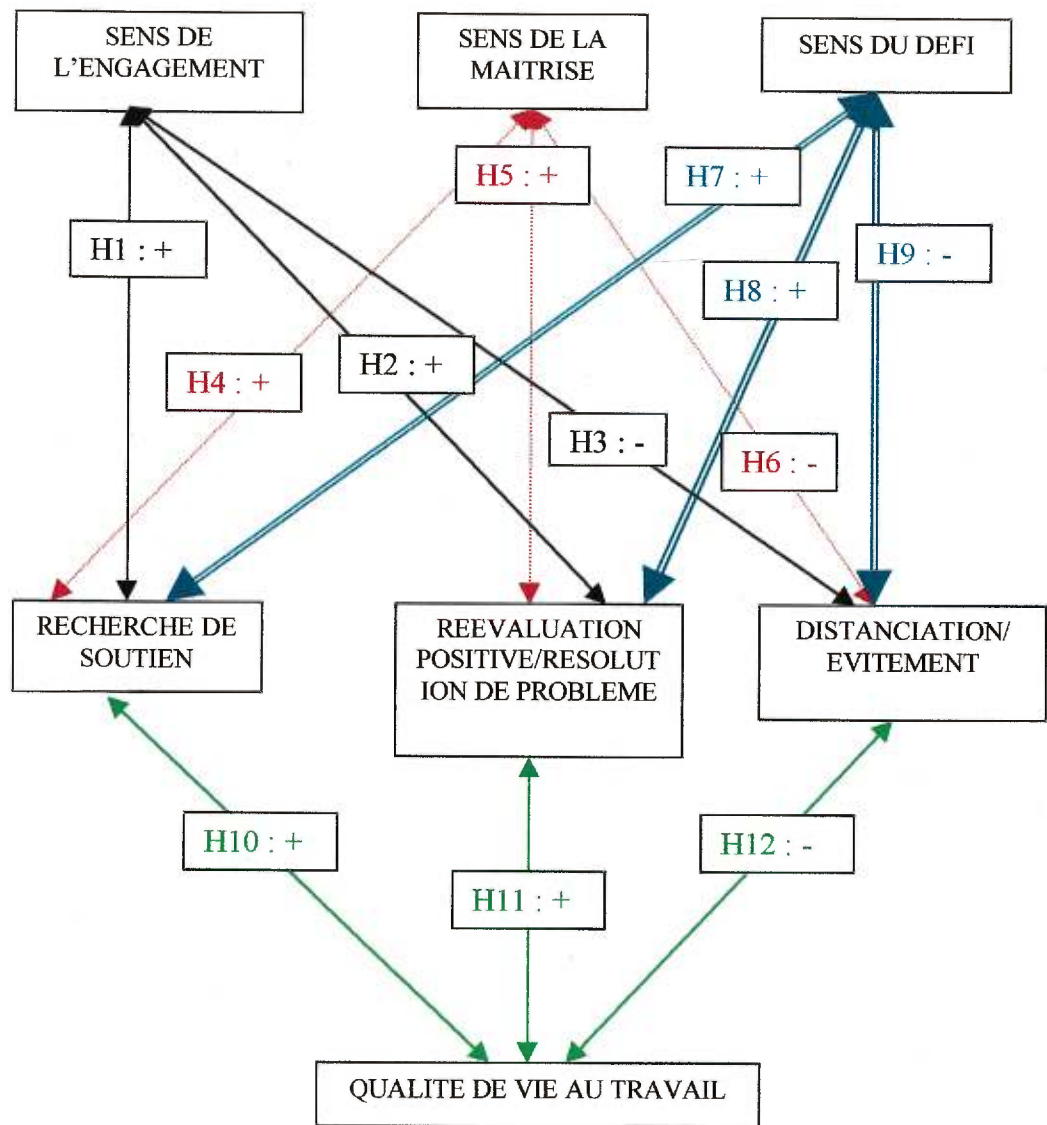 SENS DE
L'ENGAGEMENT
SENS DE LA
MAITRISE
SENS DU DEFI
H5 : +
H7 : +
H1 : +
H9 : -
H8 : +
H2 : +
H4 : +
H3 : -
H6 : -
RECHERCHE DE
SOUTIEN
REEVALUATION
POSITIVE/RESOLUT
ION DE PROBLEME
DISTANCIATION/
EVITEMENT
H10 : +
H12 : -
H11 : +
QUALITE DE VIE AU TRAVAIL